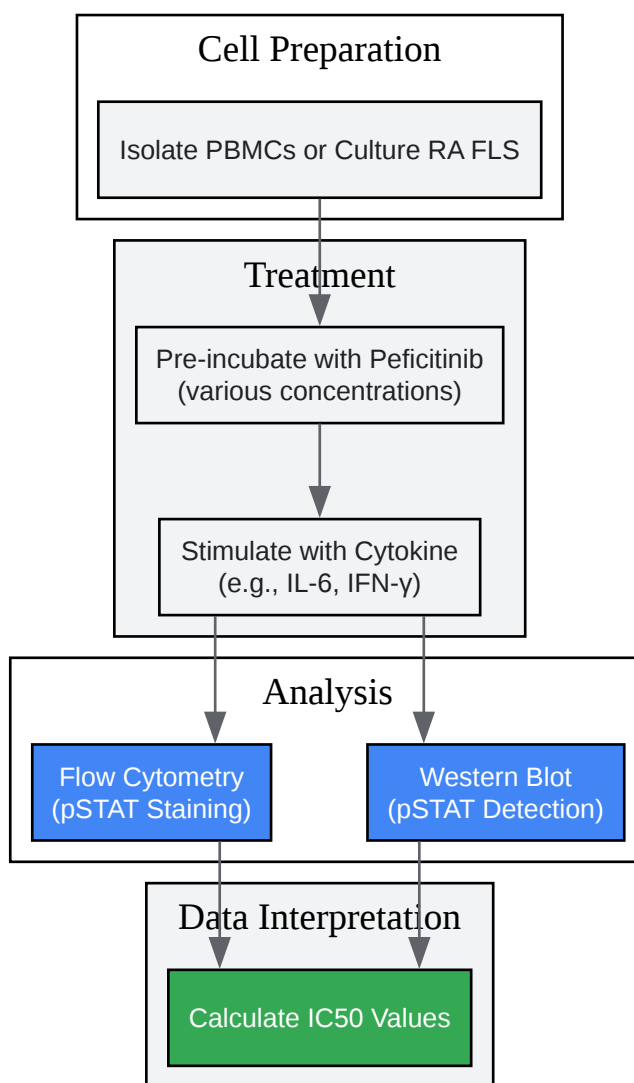 Cell Preparation
Isolate PBMCs or Culture RA FLS
Treatment
Pre-incubate with Peficitinib
(various concentrations)
Stimulate with Cytokine
(e.g., IL-6, IFN-γ)
Analysis
Flow Cytometry
(pSTAT Staining)
Western Blot
(pSTAT Detection)
Data Interpretation
Calculate IC50 Values